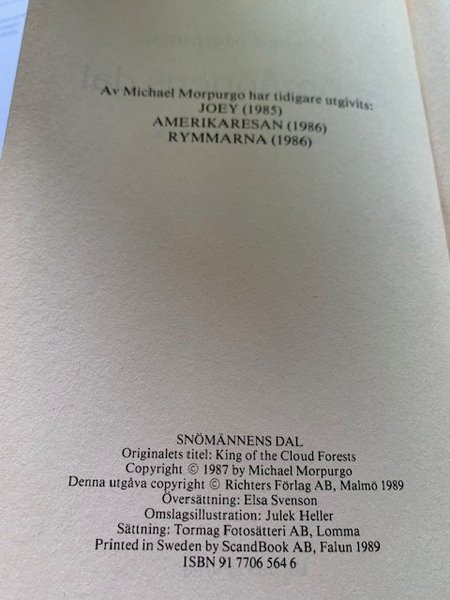 Av Michael Morpurgo har tidigare utgivits:
JOEY (1985)
AMERIKARESAN (1986)
RYMMARNA (1986)
SNÖMÄNNENS DAL
Originalets titel: King of the Cloud Forests
Copyright © 1987 by Michael Morpurgo
Denna utgåva copyright © Richters Förlag AB, Malmö 1989
Översättning: Elsa Svenson
Omslagsillustration: Julek Heller
Sättning: Tormag Fotosätteri AB, Lomma
Printed in Sweden by ScandBook AB, Falun 1989
ISBN 91 7706 564 6